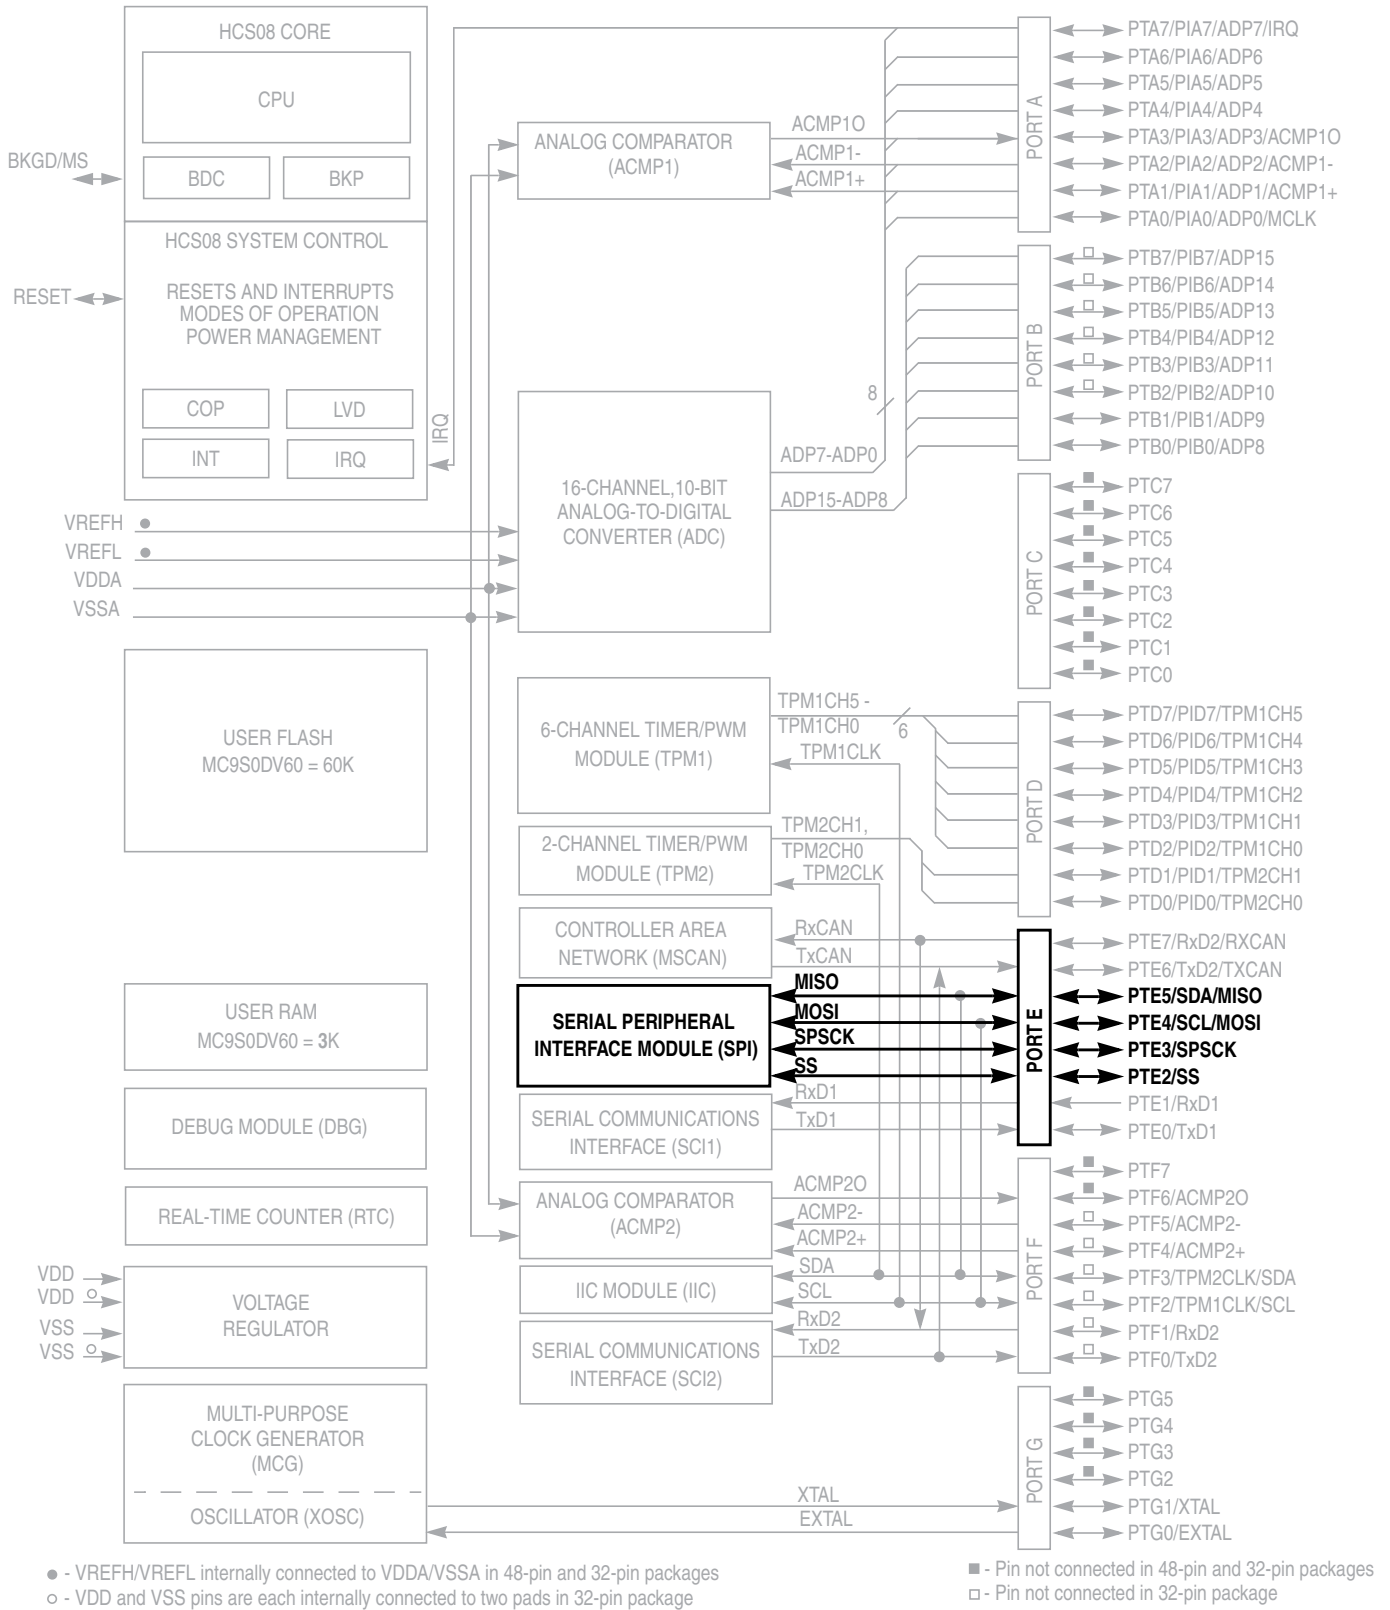 HCS08 CORE
CPU
BDC
BKP
BKGD/MS
HCS08 SYSTEM CONTROL
RESETS AND INTERRUPTS
MODES OF OPERATION
POWER MANAGEMENT
COP
LVD
INT
IRQ
RESET
IRQ
VREFH
VREFL
VDDA
VSSA
USER FLASH
MC9S0DV60 = 60K
USER RAM
MC9S0DV60 = 3K
DEBUG MODULE (DBG)
REAL-TIME COUNTER (RTC)
VDD
VDD
VSS
VSS
VOLTAGE
REGULATOR
MULTI-PURPOSE
CLOCK GENERATOR
(MCG)
OSCILLATOR (XOSC)
ANALOG COMPARATOR
(ACMP1)
ACMP1O
ACMP1-
ACMP1+
16-CHANNEL,10-BIT
ANALOG-TO-DIGITAL
CONVERTER (ADC)
8
ADP7-ADP0
ADP15-ADP8
6-CHANNEL TIMER/PWM
MODULE (TPM1)
TPM1CH5 -
TPM1CH0
6
TPM1CLK
2-CHANNEL TIMER/PWM
MODULE (TPM2)
TPM2CH1,
TPM2CH0
TPM2CLK
CONTROLLER AREA
NETWORK (MSCAN)
RxCAN
TxCAN
SERIAL PERIPHERAL
INTERFACE MODULE (SPI)
MISO
MOSI
SPSCK
SS
SERIAL COMMUNICATIONS
INTERFACE (SCI1)
RxD1
TxD1
ANALOG COMPARATOR
(ACMP2)
ACMP2O
ACMP2-
ACMP2+
IIC MODULE (IIC)
SDA
SCL
SERIAL COMMUNICATIONS
INTERFACE (SCI2)
RxD2
TxD2
XTAL
EXTAL
PORT A
PTA7/PIA7/ADP7/IRQ
PTA6/PIA6/ADP6
PTA5/PIA5/ADP5
PTA4/PIA4/ADP4
PTA3/PIA3/ADP3/ACMP1O
PTA2/PIA2/ADP2/ACMP1-
PTA1/PIA1/ADP1/ACMP1+
PTA0/PIA0/ADP0/MCLK
PORT B
PTB7/PIB7/ADP15
PTB6/PIB6/ADP14
PTB5/PIB5/ADP13
PTB4/PIB4/ADP12
PTB3/PIB3/ADP11
PTB2/PIB2/ADP10
PTB1/PIB1/ADP9
PTB0/PIB0/ADP8
PORT C
PTC7
PTC6
PTC5
PTC4
PTC3
PTC2
PTC1
PTC0
PORT D
PTD7/PID7/TPM1CH5
PTD6/PID6/TPM1CH4
PTD5/PID5/TPM1CH3
PTD4/PID4/TPM1CH2
PTD3/PID3/TPM1CH1
PTD2/PID2/TPM1CH0
PTD1/PID1/TPM2CH1
PTD0/PID0/TPM2CH0
PORT E
PTE7/RxD2/RXCAN
PTE6/TxD2/TXCAN
PTE5/SDA/MISO
PTE4/SCL/MOSI
PTE3/SPSCK
PTE2/SS
PTE1/RxD1
PTE0/TxD1
PORT F
PTF7
PTF6/ACMP2O
PTF5/ACMP2-
PTF4/ACMP2+
PTF3/TPM2CLK/SDA
PTF2/TPM1CLK/SCL
PTF1/RxD2
PTF0/TxD2
PORT G
PTG5
PTG4
PTG3
PTG2
PTG1/XTAL
PTG0/EXTAL
● - VREFH/VREFL internally connected to VDDA/VSSA in 48-pin and 32-pin packages
○ - VDD and VSS pins are each internally connected to two pads in 32-pin package
■ - Pin not connected in 48-pin and 32-pin packages
□ - Pin not connected in 32-pin package